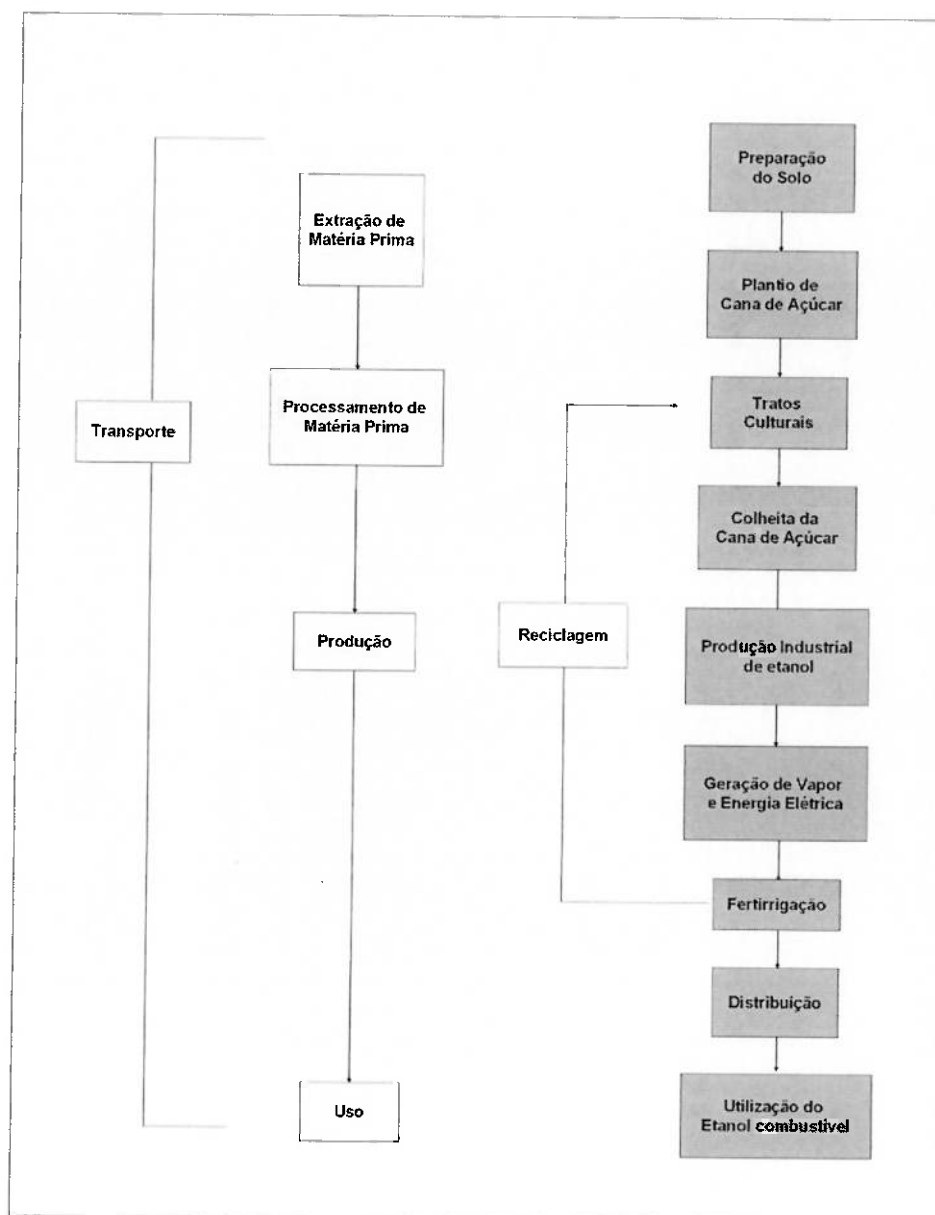 Transporte
Extração de
Matéria Prima
Processamento de
Matéria Prima
Produção
Uso
Reciclagem
Preparação
do Solo
Plantio de
Cana de Açúcar
Tratos
Culturais
Colheita da
Cana de Açúcar
Produção Industrial
de etanol
Geração de Vapor
e Energia Elétrica
Fertirrigação
Distribuição
Utilização do
Etanol combustivel